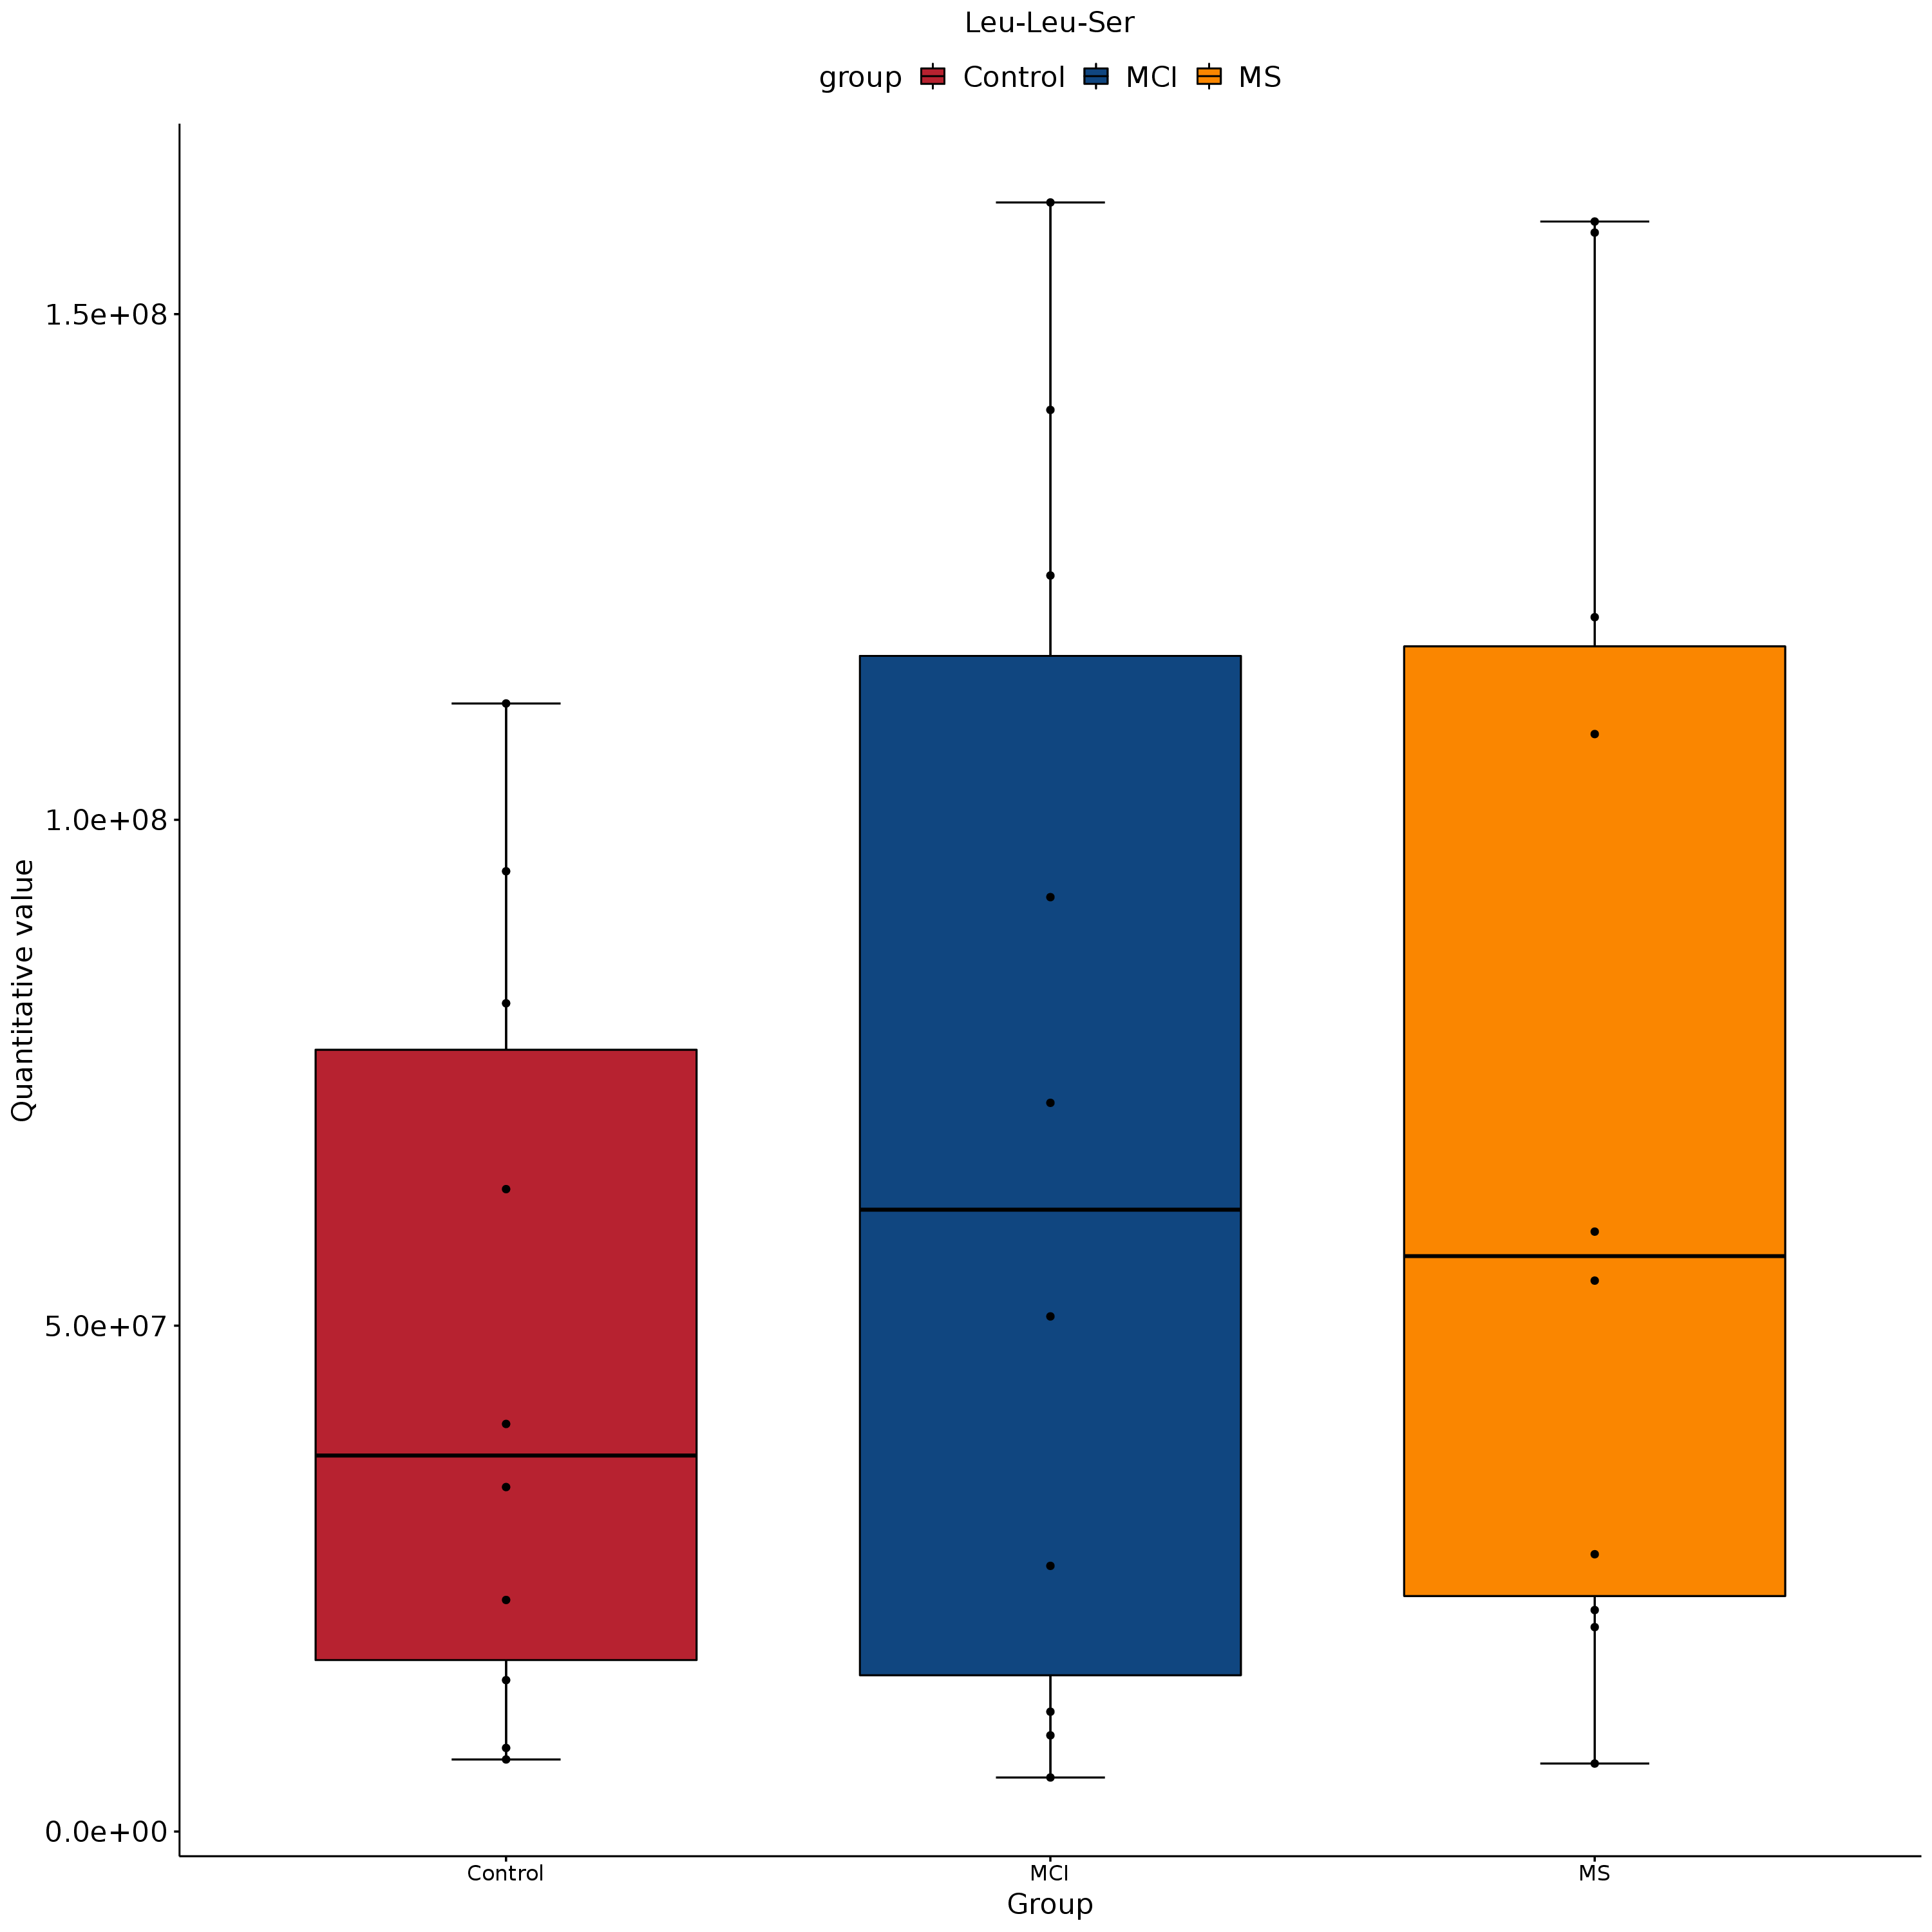 Leu-Leu-Ser
group Control MCI MS
1.5e+08
1.0e+08
5.0e+07
0.0e+00
Quantitative value
Control MCI MS
Group